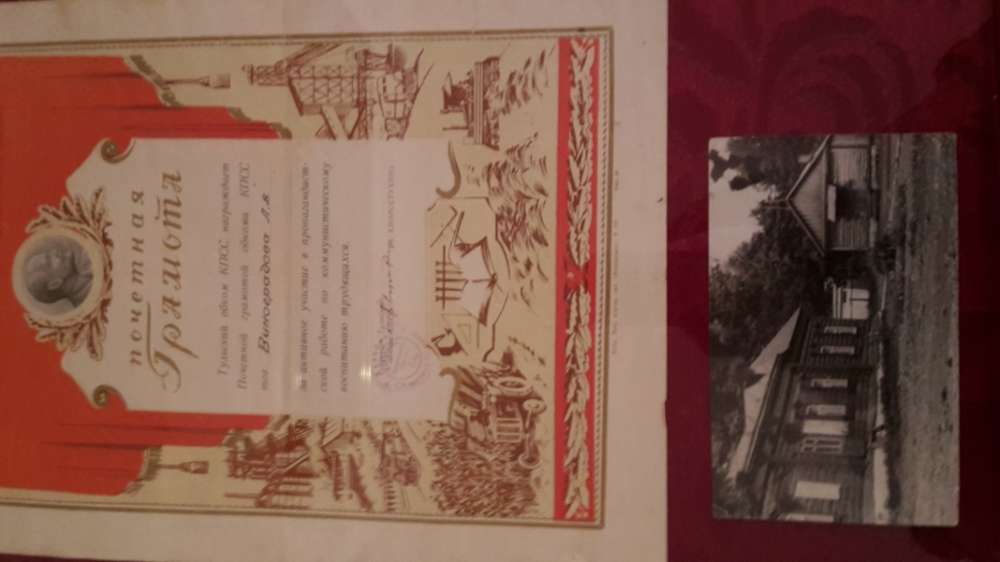 почетная
Грамота
Тульский обком КПСС награждает
Почетной грамотой обкома КПСС
тов. Виноградова Л.В.
за активное участие в пропагандист-
ской работе по коммунистическому
воспитанию трудящихся.